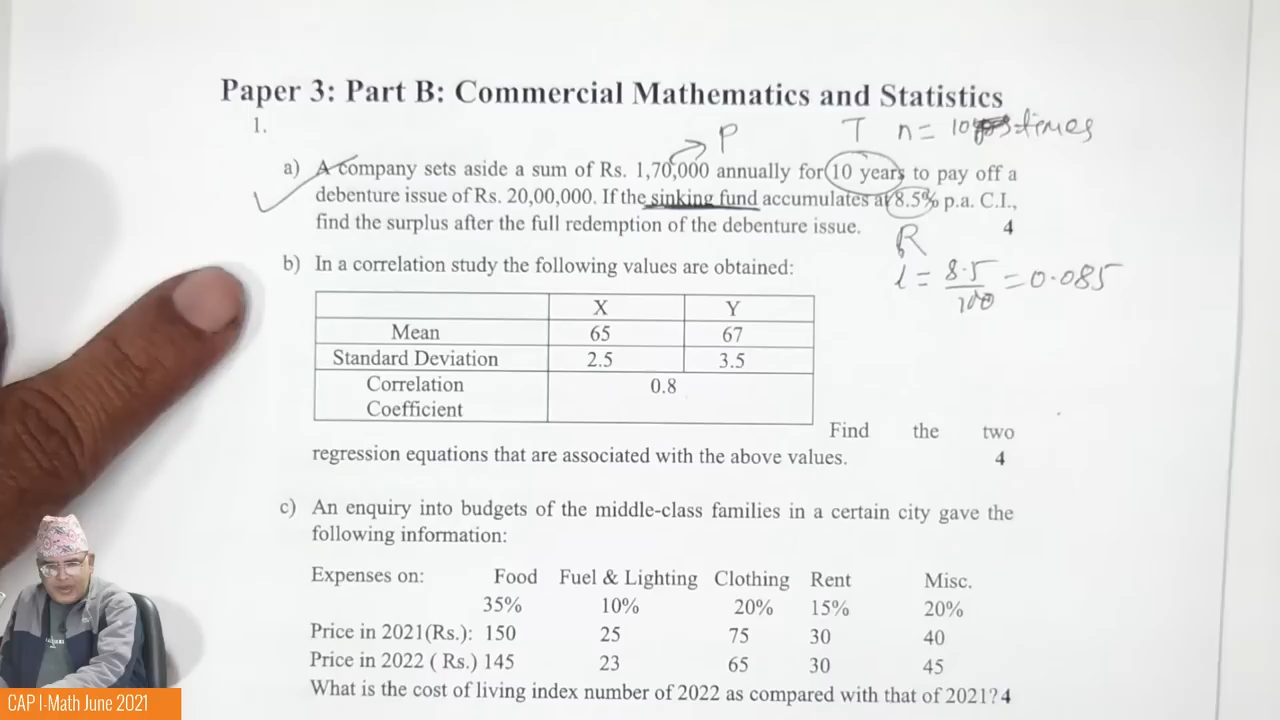 Paper 3: Part B: Commercial Mathematics and Statistics
1.
P
T n = 10 times
a) A company sets aside a sum of Rs. 1,70,000 annually for 10 years to pay off a
debenture issue of Rs. 20,00,000. If the sinking fund accumulates at 8.5% p.a. C.I.,
find the surplus after the full redemption of the debenture issue. 4
R
i = 8.5/100 = 0.085
b) In a correlation study the following values are obtained:
X Y
Mean 65 67
Standard Deviation 2.5 3.5
Correlation 0.8
Coefficient
Find the two
regression equations that are associated with the above values. 4
c) An enquiry into budgets of the middle-class families in a certain city gave the
following information:
Expenses on: Food Fuel & Lighting Clothing Rent Misc.
35% 10% 20% 15% 20%
Price in 2021(Rs.): 150 25 75 30 40
Price in 2022 ( Rs.) 145 23 65 30 45
What is the cost of living index number of 2022 as compared with that of 2021? 4
CAP I-Math June 2021